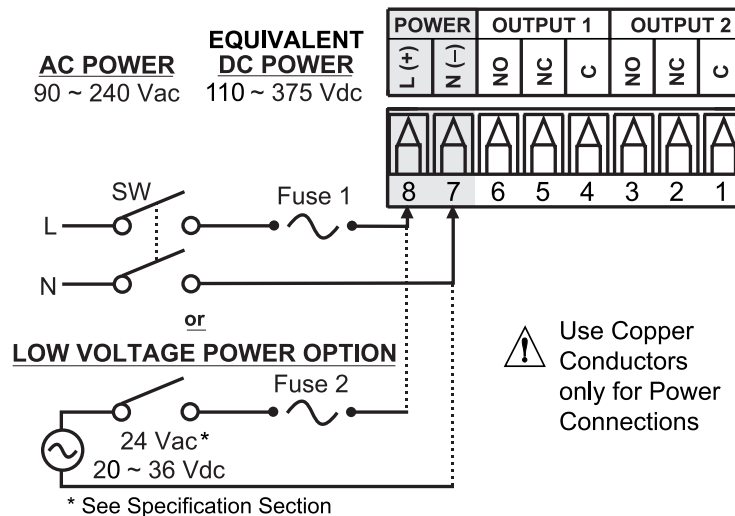 POWER OUTPUT 1 OUTPUT 2
L (+) N (–) NO NC C NO NC C
8 7 6 5 4 3 2 1
AC POWER
90 ~ 240 Vac
EQUIVALENT
DC POWER
110 ~ 375 Vdc
SW
Fuse 1
L
N
or
LOW VOLTAGE POWER OPTION
Fuse 2
24 Vac*
20 ~ 36 Vdc
* See Specification Section
Use Copper
Conductors
only for Power
Connections